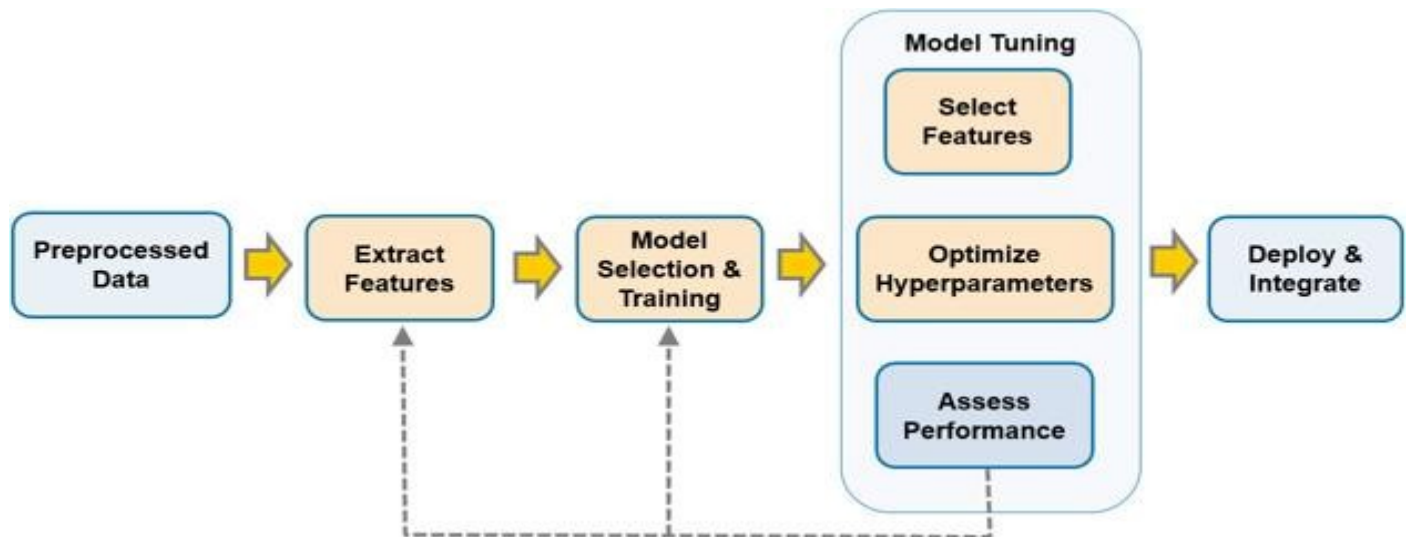 Model Tuning
Select
Features
Preprocessed
Data
Extract
Features
Model
Selection &
Training
Optimize
Hyperparameters
Deploy &
Integrate
Assess
Performance